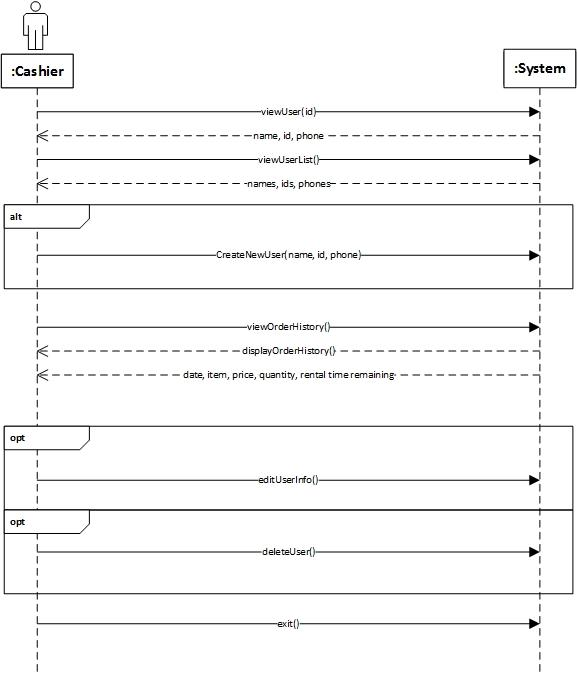 :Cashier
:System
viewUser(id)
name, id, phone
viewUserList()
names, ids, phones
alt
CreateNewUser(name, id, phone)
viewOrderHistory()
displayOrderHistory()
date, item, price, quantity, rental time remaining
opt
editUserInfo()
opt
deleteUser()
exit()